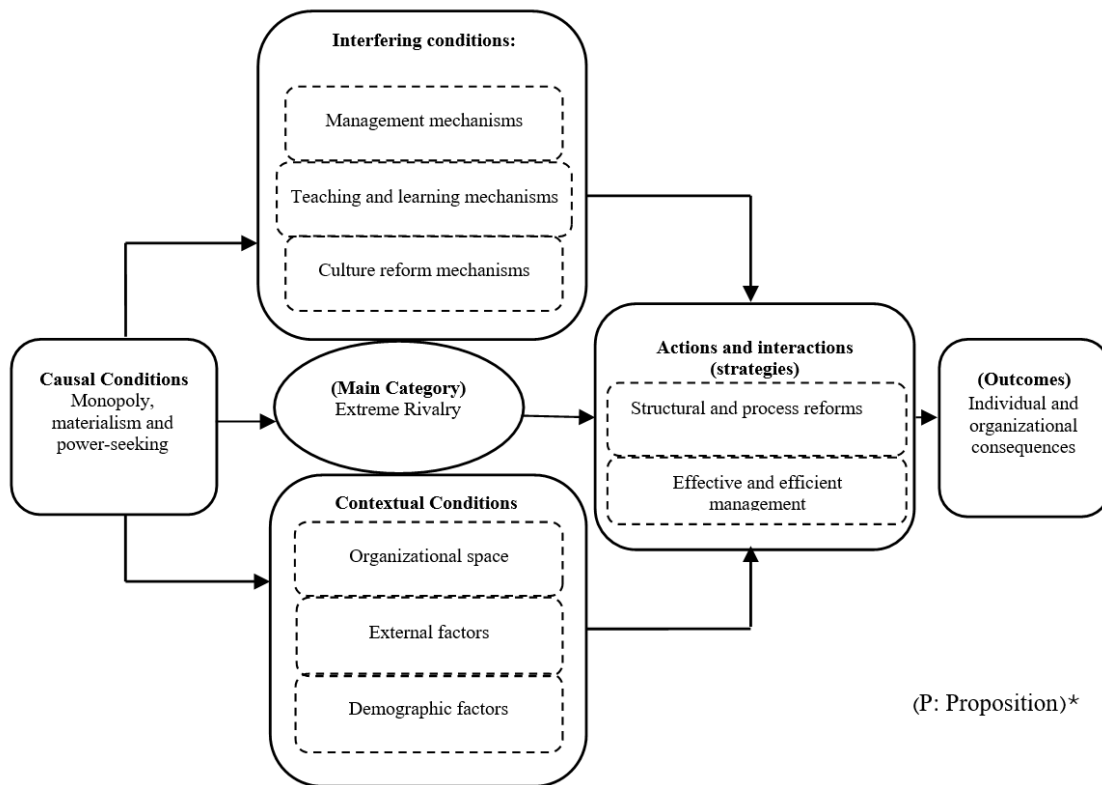 Interfering conditions:
Management mechanisms
Teaching and learning mechanisms
Culture reform mechanisms
Causal Conditions
Monopoly,
materialism and
power-seeking
(Main Category)
Extreme Rivalry
Contextual Conditions
Organizational space
External factors
Demographic factors
Actions and interactions
(strategies)
Structural and process reforms
Effective and efficient
management
(Outcomes)
Individual and
organizational
consequences
(P: Proposition)*